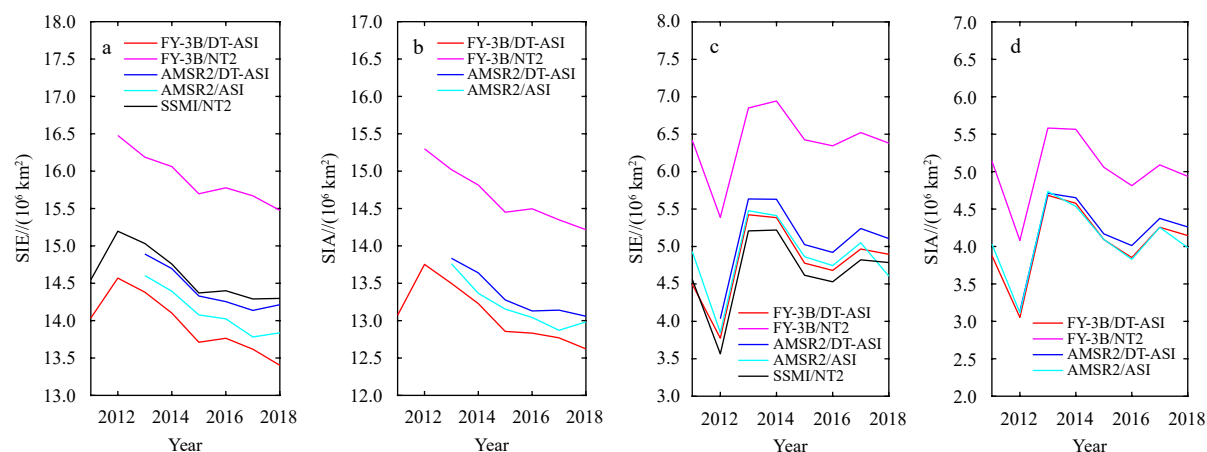 a
FY-3B/DT-ASI
FY-3B/NT2
AMSR2/DT-ASI
AMSR2/ASI
SSMI/NT2
18.0
17.5
17.0
16.5
16.0
15.5
15.0
14.5
14.0
13.5
13.0
SIE//(10⁶ km²)
2012 2014 2016 2018
Year
b
FY-3B/DT-ASI
FY-3B/NT2
AMSR2/DT-ASI
AMSR2/ASI
17.0
16.5
16.0
15.5
15.0
14.5
14.0
13.5
13.0
12.5
12.0
SIA//(10⁶ km²)
2012 2014 2016 2018
Year
c
8.0
7.5
7.0
6.5
6.0
5.5
5.0
4.5
4.0
3.5
3.0
SIE//(10⁶ km²)
FY-3B/DT-ASI
FY-3B/NT2
AMSR2/DT-ASI
AMSR2/ASI
SSMI/NT2
2012 2014 2016 2018
Year
d
7.0
6.5
6.0
5.5
5.0
4.5
4.0
3.5
3.0
2.5
2.0
SIA//(10⁶ km²)
FY-3B/DT-ASI
FY-3B/NT2
AMSR2/DT-ASI
AMSR2/ASI
2012 2014 2016 2018
Year